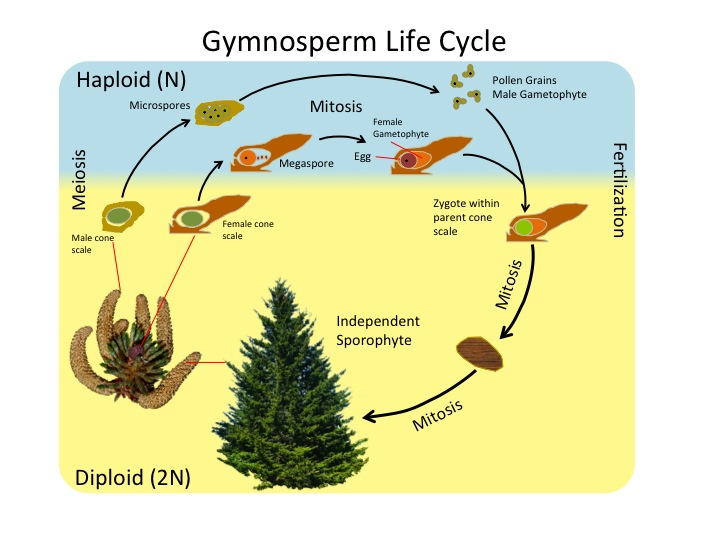 Gymnosperm Life Cycle
Haploid (N)
Pollen Grains
Male Gametophyte
Microspores
Mitosis
Female
Gametophyte
Egg
Megaspore
Meiosis
Fertilization
Zygote within
parent cone
scale
Male cone
scale
Female cone
scale
Mitosis
Independent
Sporophyte
Mitosis
Diploid (2N)